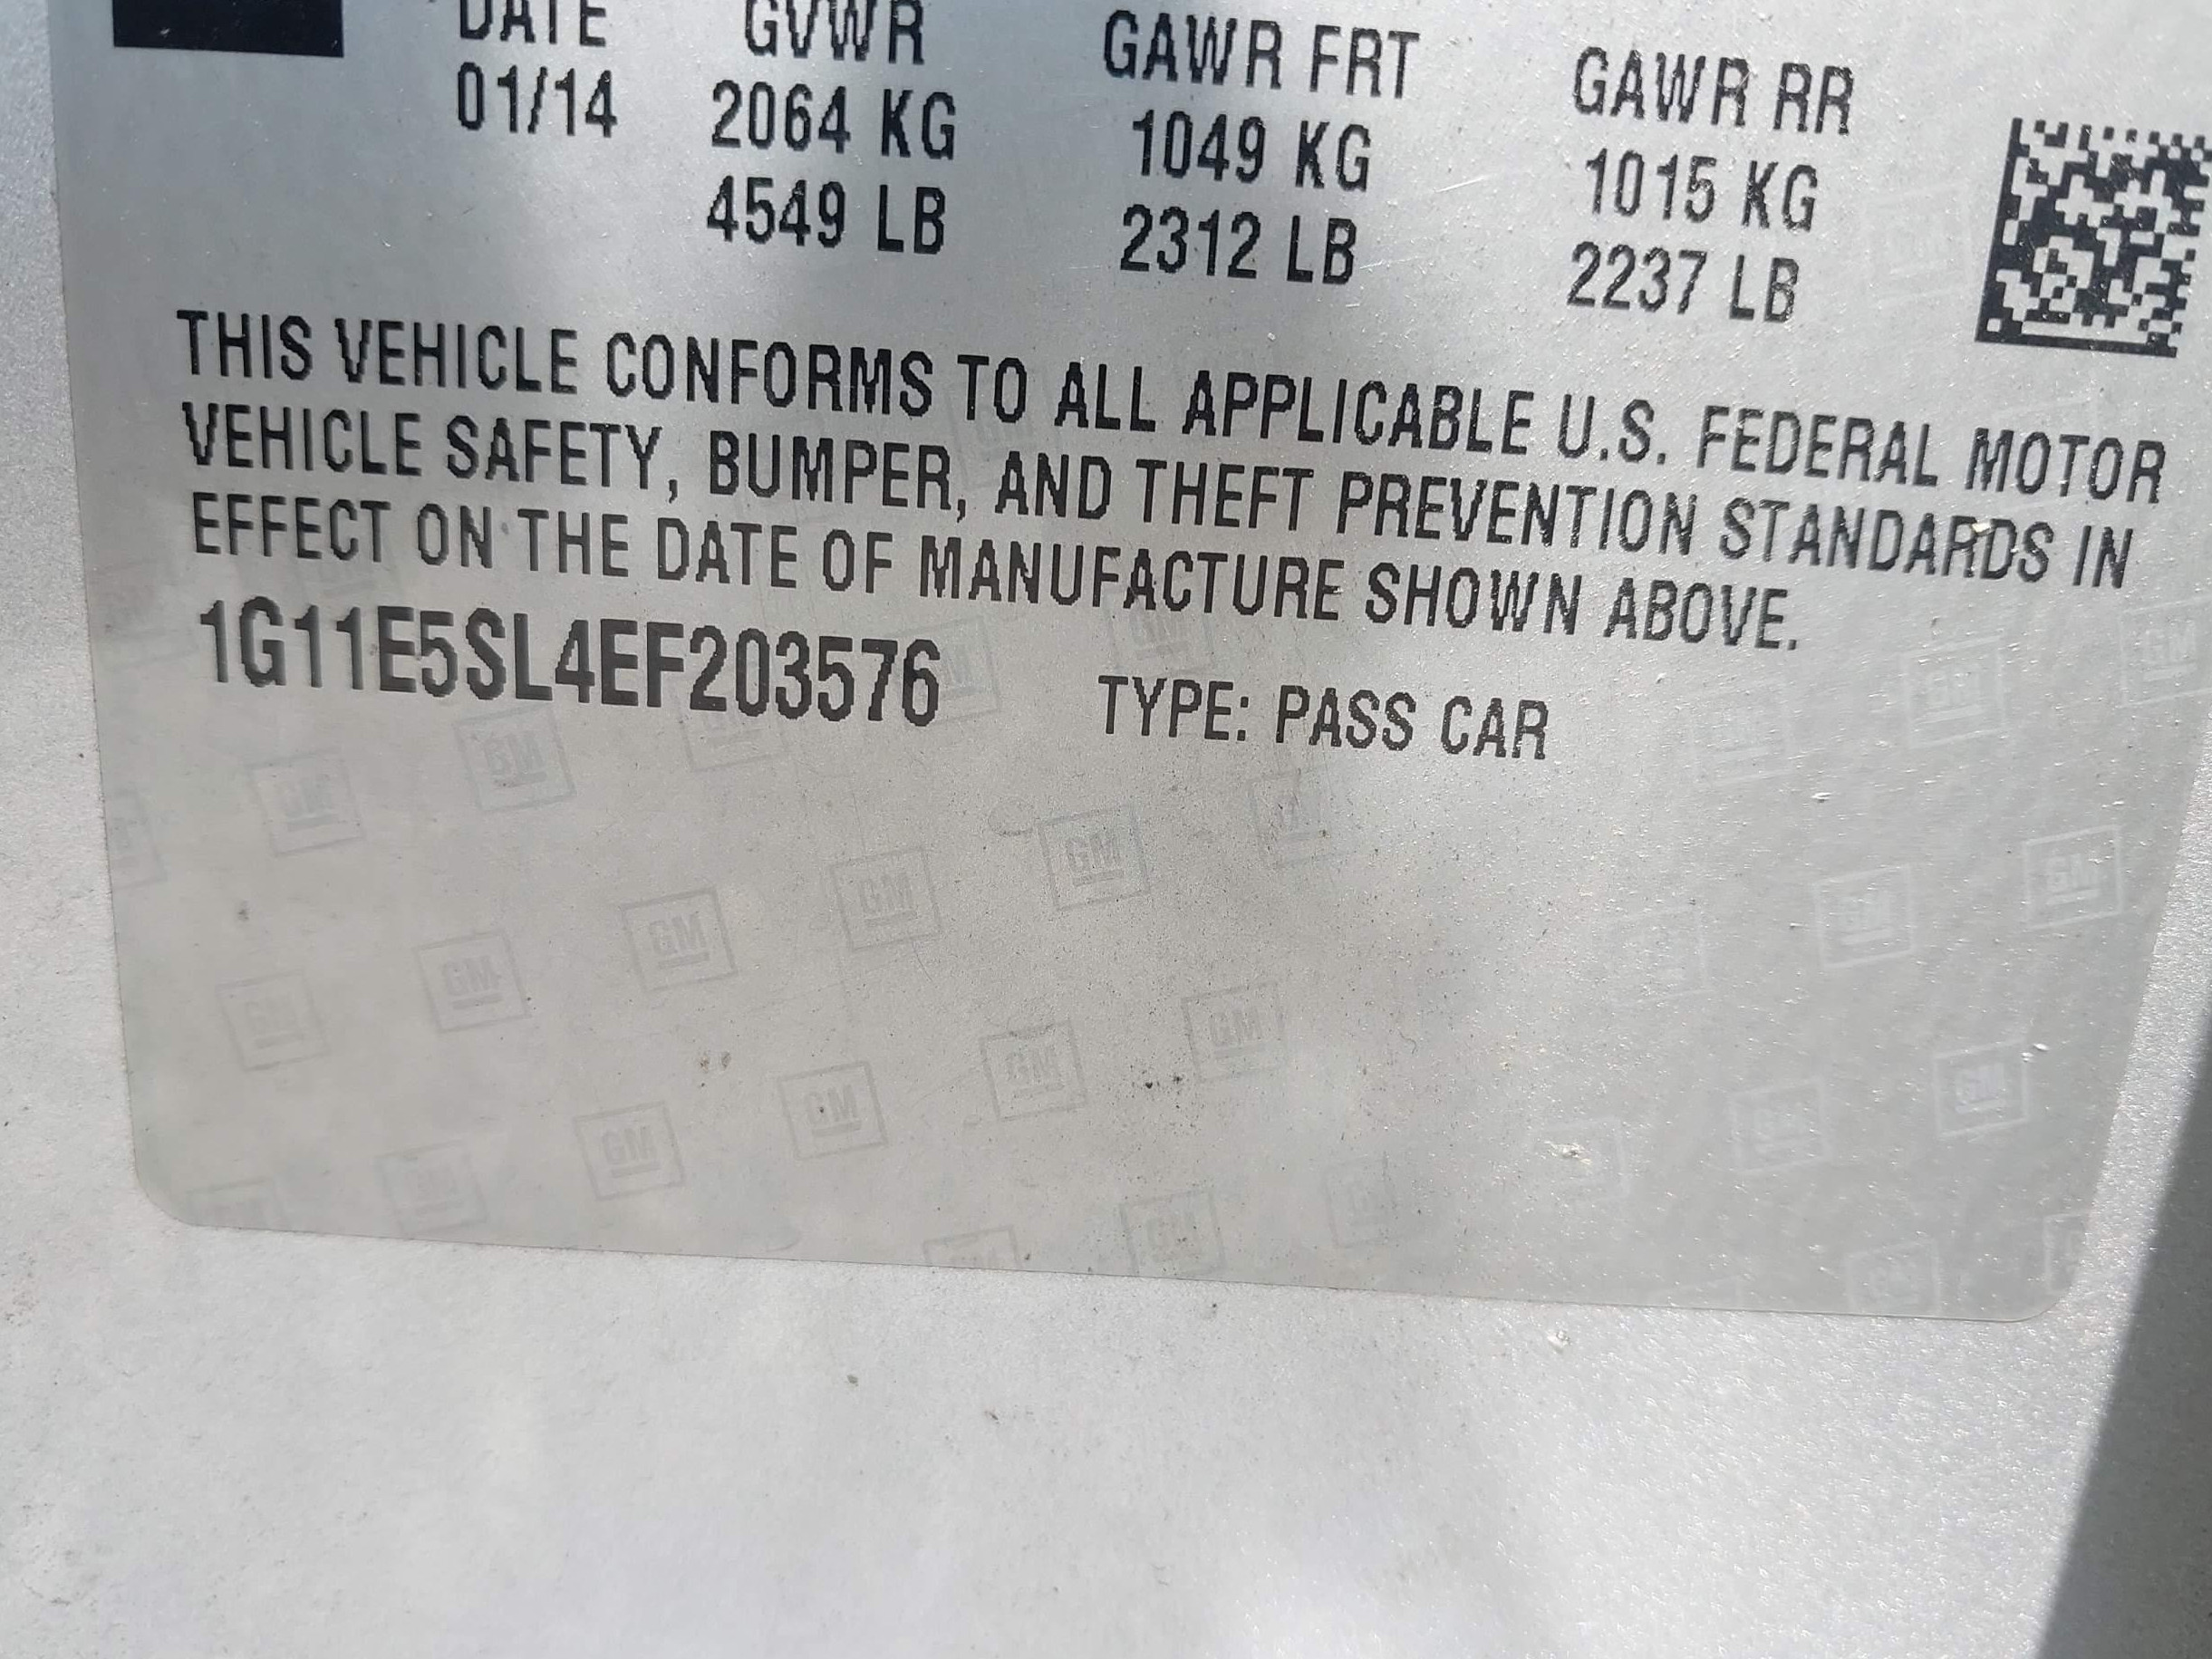 DATE GVWR GAWR FRT GAWR RR
01/14 2064 KG 1049 KG 1015 KG
4549 LB 2312 LB 2237 LB
THIS VEHICLE CONFORMS TO ALL APPLICABLE U.S. FEDERAL MOTOR
VEHICLE SAFETY, BUMPER, AND THEFT PREVENTION STANDARDS IN
EFFECT ON THE DATE OF MANUFACTURE SHOWN ABOVE.
1G11E5SL4EF203576 TYPE: PASS CAR
GM